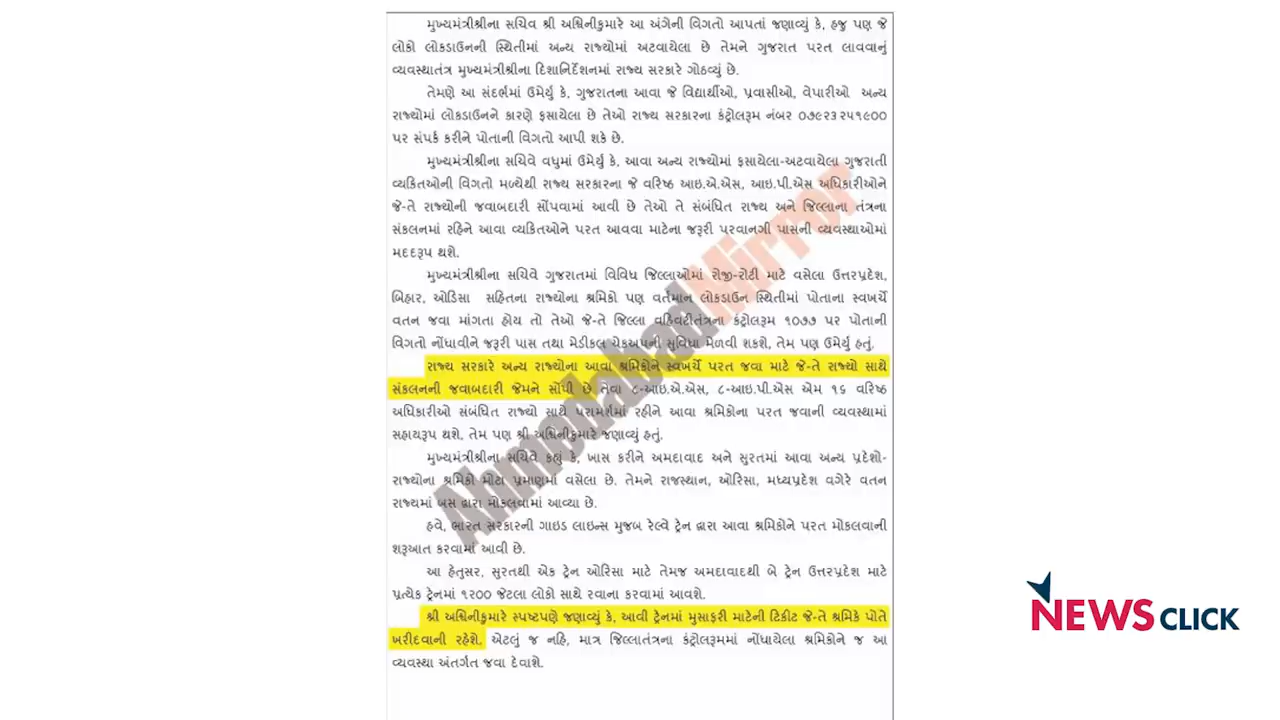 મુખ્યમંત્રીશ્રીના સચિવ શ્રી અશ્વિનીકુમારે આ અંગેની વિગતો આપતાં જણાવ્યું કે, હજુ પણ જે
લોકો લોકડાઉનની સ્થિતીમાં અન્ય રાજ્યોમાં અટવાયેલા છે તેમને ગુજરાત પરત લાવવાનું
વ્યવસ્થાતંત્ર મુખ્યમંત્રીશ્રીના દિશાનિર્દેશનમાં રાજ્ય સરકારે ગોઠવ્યું છે.
તેમણે આ સંદર્ભમાં ઉમેર્યું કે, ગુજરાતના આવા જે વિદ્યાર્થીઓ, પ્રવાસીઓ, વેપારીઓ અન્ય
રાજ્યોમાં લોકડાઉનને કારણે ફસાયેલા છે તેઓ રાજ્ય સરકારના કંટ્રોલરૂમ નંબર ૦૭૯૨૩ ૨૫૧૯૦૦
પર સંપર્ક કરીને પોતાની વિગતો આપી શકે છે.
મુખ્યમંત્રીશ્રીના સચિવે વધુમાં ઉમેર્યું કે, આવા અન્ય રાજ્યોમાં ફસાયેલા-અટવાયેલા ગુજરાતી
વ્યકિતઓની વિગતો મળ્યેથી રાજ્ય સરકારના જે વરિષ્ઠ આઇ.એ.એસ, આઇ.પી.એસ અધિકારીઓને
જે-તે રાજ્યોની જવાબદારી સોંપવામાં આવી છે તેઓ તે સંબંધિત રાજ્ય અને જિલ્લાના તંત્રના
સંકલનમાં રહિને આવા વ્યકિતઓને પરત આવવા માટેના જરૂરી પરવાનગી પાસની વ્યવસ્થાઓમાં
મદદરૂપ થશે.
મુખ્યમંત્રીશ્રીના સચિવે ગુજરાતમાં વિવિધ જિલ્લાઓમાં રોજી-રોટી માટે વસેલા ઉત્તરપ્રદેશ,
બિહાર, ઓડિસા સહિતના રાજ્યોના શ્રમિકો પણ વર્તમાન લોકડાઉન સ્થિતીમાં પોતાના સ્વખર્ચે
વતન જવા માંગતા હોય તો તેઓ જે-તે જિલ્લા વહિવટીતંત્રના કંટ્રોલરૂમ ૧૦૭૭ પર પોતાની
વિગતો નોંધાવીને જરૂરી પાસ તથા મેડીકલ ચેકઅપની સુવિધા મેળવી શકશે, તેમ પણ ઉમેર્યું હતું.
રાજ્ય સરકારે અન્ય રાજ્યોના આવા શ્રમિકોને સ્વખર્ચે પરત જવા માટે જે-તે રાજ્યો સાથે
સંકલનની જવાબદારી જેમને સોંપી છે તેવા ૮-આઇ.એ.એસ, ૮-આઇ.પી.એસ એમ ૧૬ વરિષ્ઠ
અધિકારીઓ સંબંધિત રાજ્યો સાથે પરામર્શમાં રહીને આવા શ્રમિકોના પરત જવાની વ્યવસ્થામાં
સહાયરૂપ થશે, તેમ પણ શ્રી અશ્વિનીકુમારે જણાવ્યું હતું.
મુખ્યમંત્રીશ્રીના સચિવે કહ્યું કે, ખાસ કરીને અમદાવાદ અને સુરતમાં આવા અન્ય પ્રદેશો-
રાજ્યોના શ્રમિકો મોટા પ્રમાણમાં વસેલા છે. તેમને રાજસ્થાન, ઓરિસા, મધ્યપ્રદેશ વગેરે વતન
રાજ્યમાં બસ દ્વારા મોકલવામાં આવ્યા છે.
હવે, ભારત સરકારની ગાઇડ લાઇન્સ મુજબ રેલ્વે ટ્રેન દ્વારા આવા શ્રમિકોને પરત મોકલવાની
શરૂઆત કરવામાં આવી છે.
આ હેતુસર, સુરતથી એક ટ્રેન ઓરિસા માટે તેમજ અમદાવાદથી બે ટ્રેન ઉત્તરપ્રદેશ માટે
પ્રત્યેક ટ્રેનમાં ૧૨૦૦ જેટલા લોકો સાથે રવાના કરવામાં આવશે.
શ્રી અશ્વિનીકુમારે સ્પષ્ટપણે જણાવ્યું કે, આવી ટ્રેનમાં મુસાફરી માટેની ટિકીટ જે-તે શ્રમિકે પોતે
ખરીદવાની રહેશે. એટલું જ નહિ, માત્ર જિલ્લાતંત્રના કંટ્રોલરૂમમાં નોંધાયેલા શ્રમિકોને જ આ
વ્યવસ્થા અંતર્ગત જવા દેવાશે.
Ahmedabad Mirror
NEWS CLICK